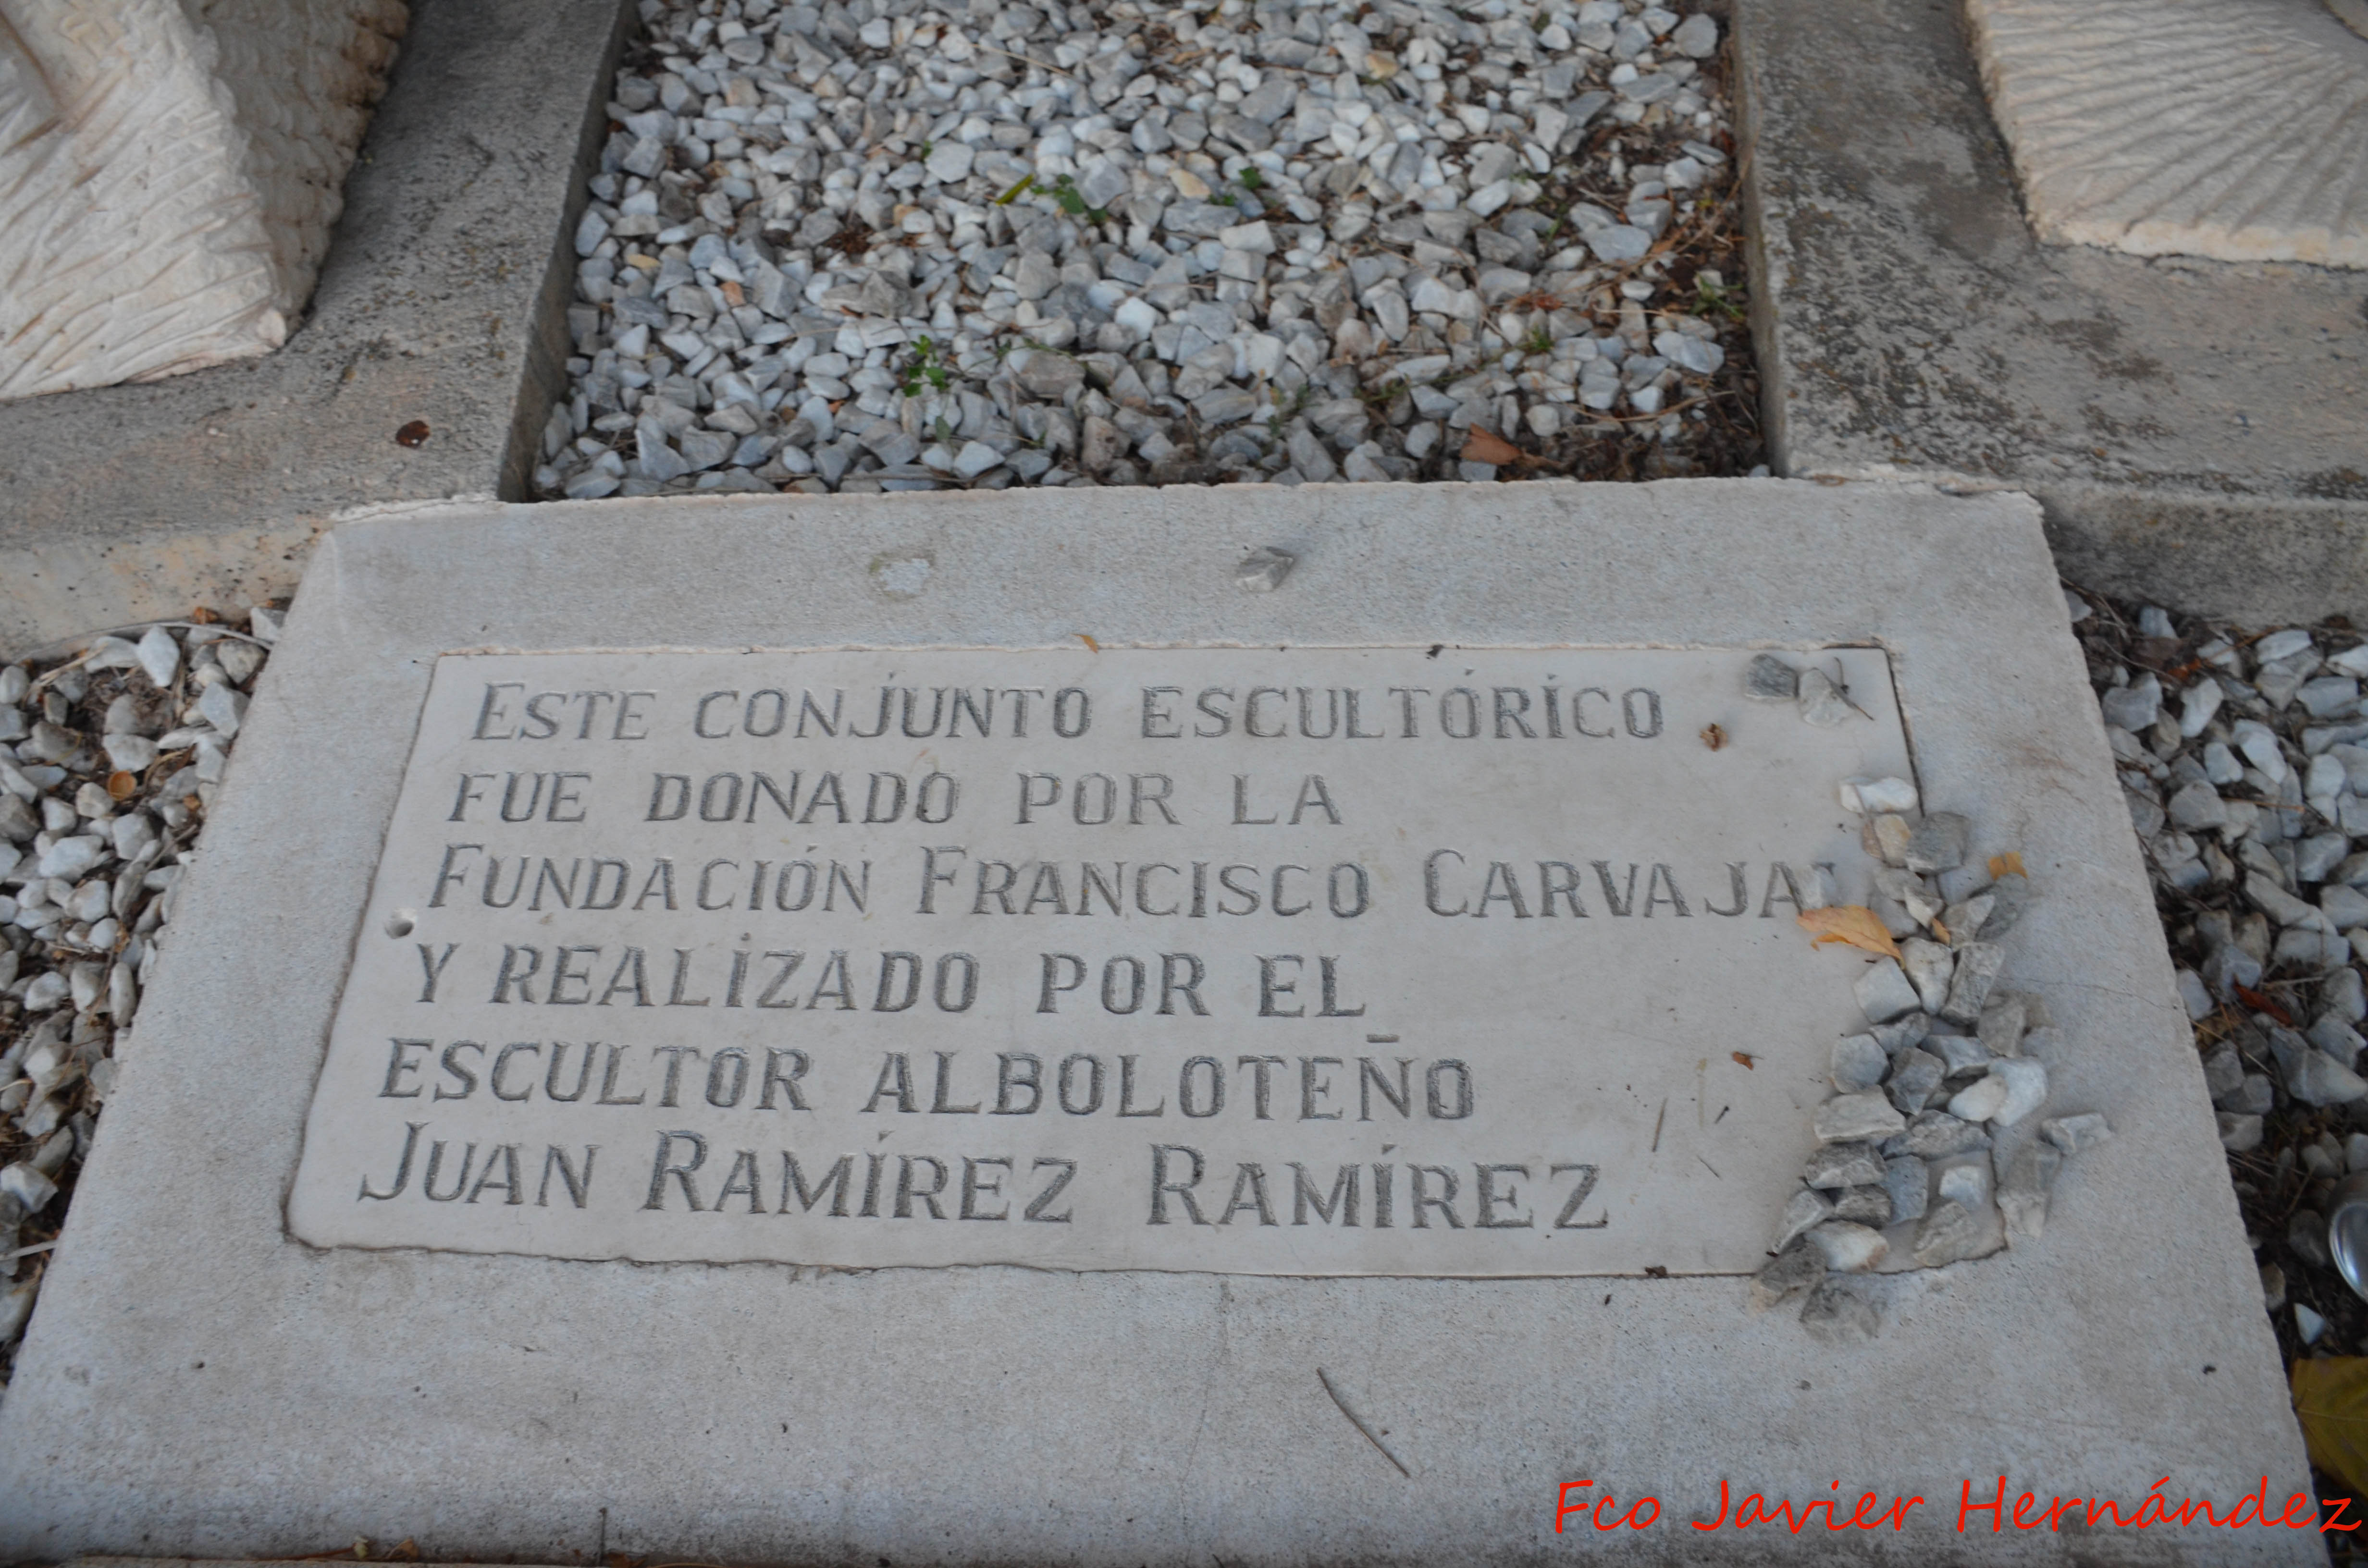 ESTE CONJUNTO ESCULTÓRICO
FUE DONADO POR LA
FUNDACIÓN FRANCISCO CARVAJAL
Y REALIZADO POR EL
ESCULTOR ALBOLOTEÑO
JUAN RAMÍREZ RAMÍREZ
Fco Javier Hernández